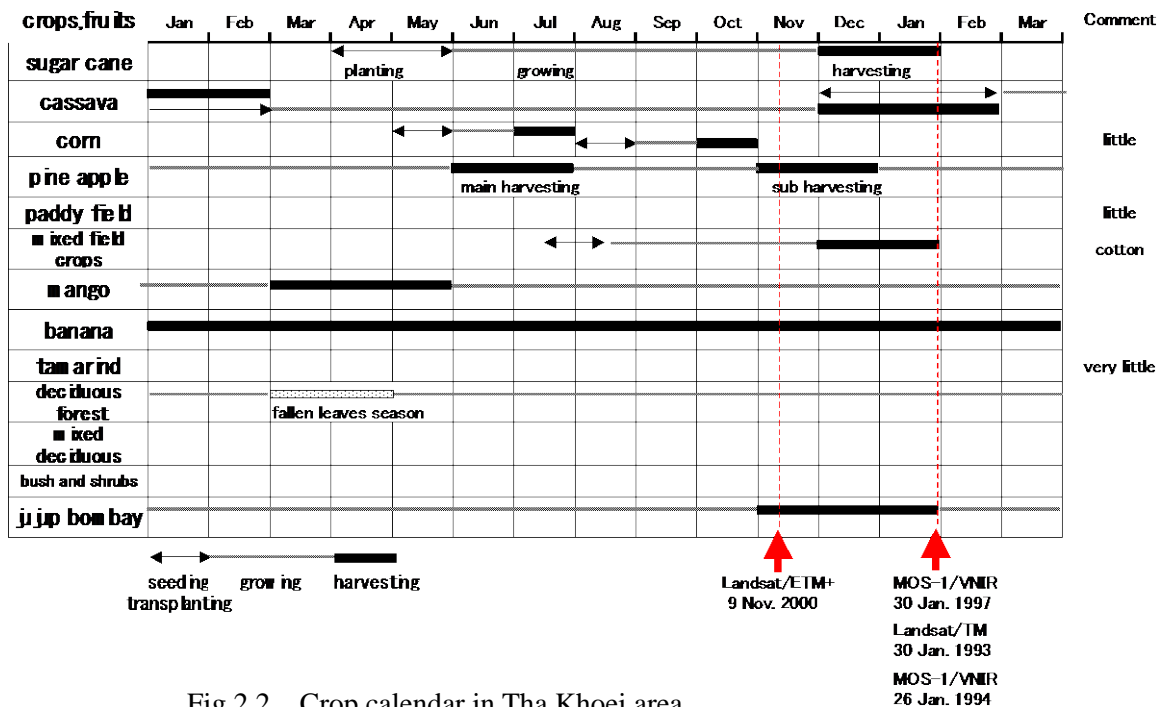 crops,fruits Jan Feb Mar Apr May Jun Jul Aug Sep Oct Nov Dec Jan Feb Mar Comment
sugar cane
planting growing harvesting
cassava
corn little
pine apple
main harvesting sub harvesting
paddy field little
mixed field
crops
cotton
mango
banana
tamarind very little
deciduous
forest
fallen leaves season
mixed
deciduous
bush and shrubs
jujup bombay
seeding growing harvesting
transplanting
Landsat/ETM+
9 Nov. 2000
MOS-1/VNIR
30 Jan. 1997
Landsat/TM
30 Jan. 1993
MOS-1/VNIR
26 Jan. 1994
Fig 2.2 Crop calendar in Tha Khoei area